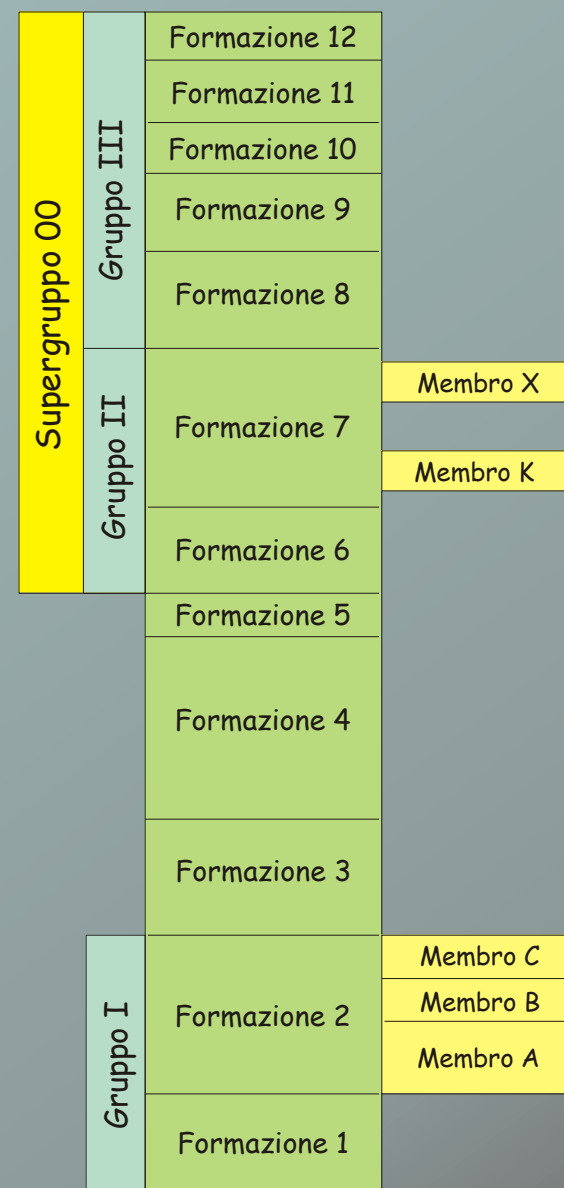 Supergruppo 00
Gruppo III
Gruppo II
Gruppo I
Formazione 12
Formazione 11
Formazione 10
Formazione 9
Formazione 8
Formazione 7
Formazione 6
Formazione 5
Formazione 4
Formazione 3
Formazione 2
Formazione 1
Membro X
Membro K
Membro C
Membro B
Membro A